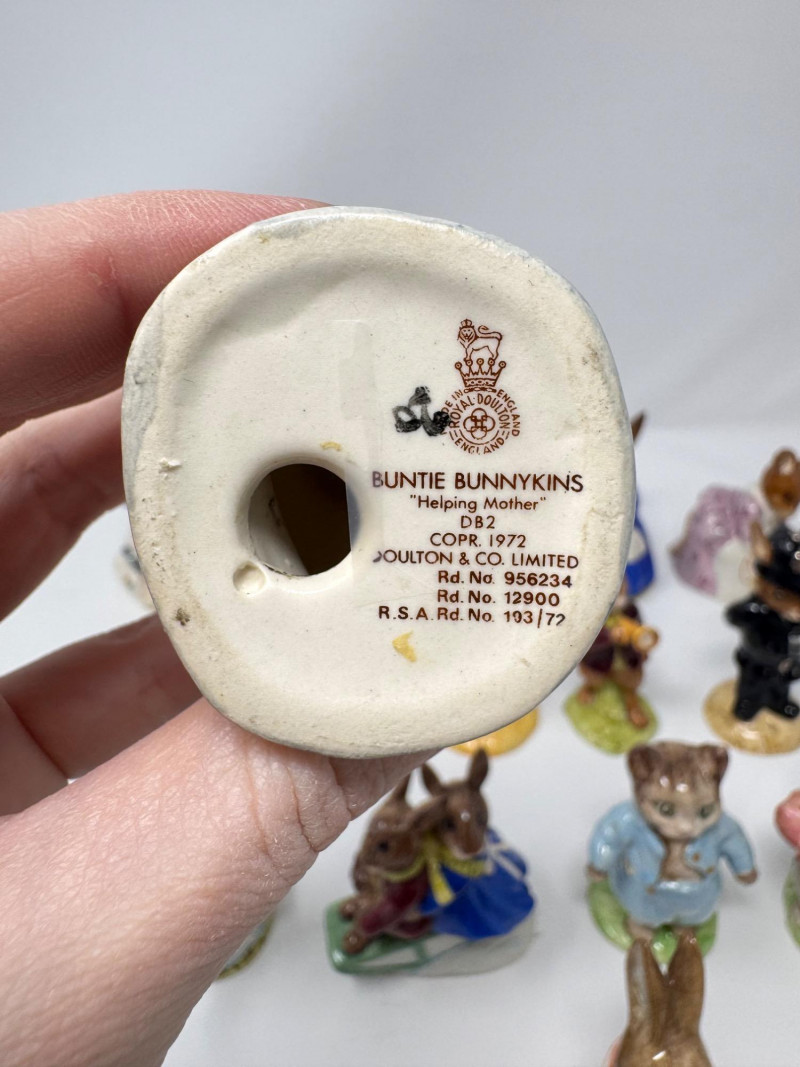 MADE IN ENGLAND
ROYAL·DOULTON
ENGLAND
BUNTIE BUNNYKINS
"Helping Mother"
DB2
COPR. 1972
DOULTON & CO. LIMITED
Rd. No. 956234
Rd. No. 12900
R.S.A. Rd. No. 193/72